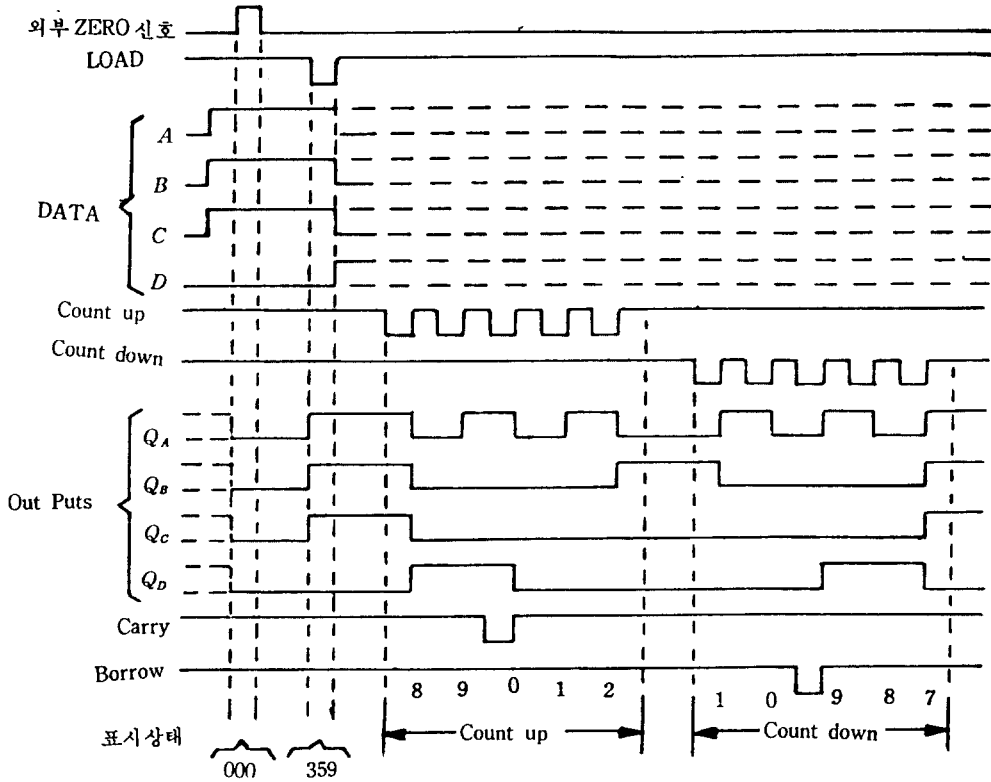 외부 ZERO 신호
LOAD
A
B
DATA
C
D
Count up
Count down
Q_A
Q_B
Out Puts
Q_C
Q_D
Carry
Borrow
8 9 0 1 2 1 0 9 8 7
표시상태 Count up Count down
000 359